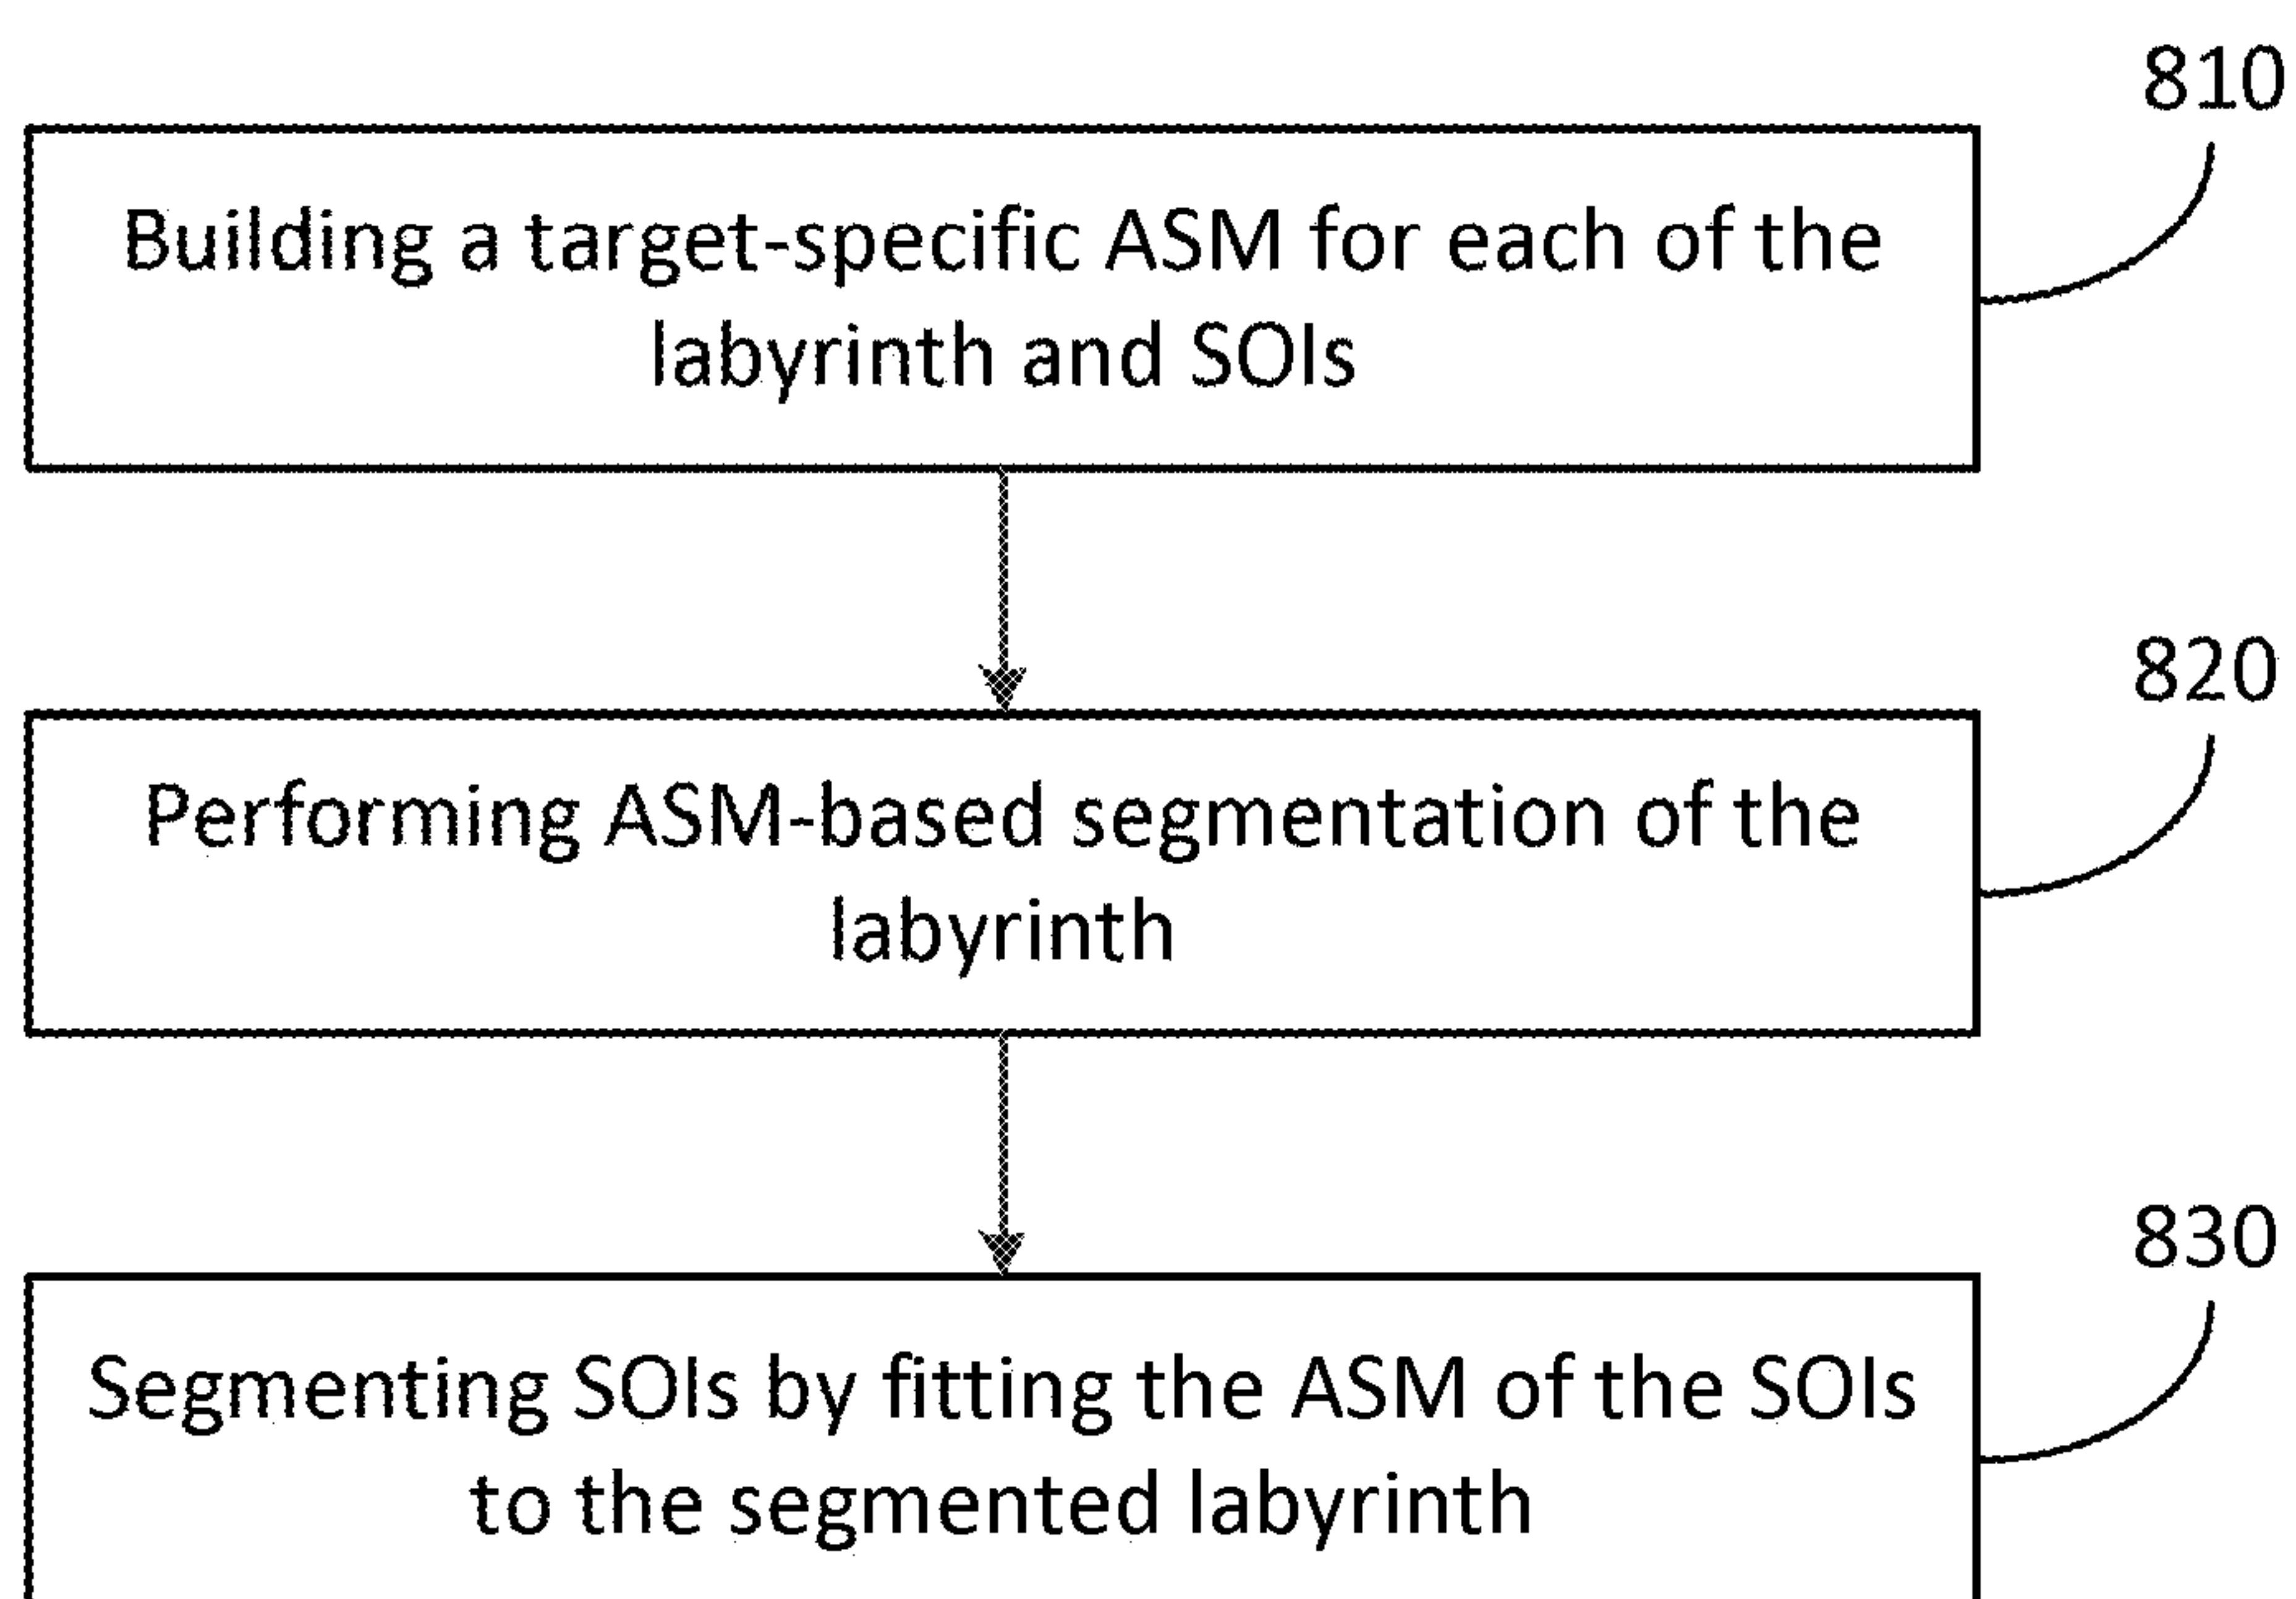 810
Building a target-specific ASM for each of the
labyrinth and SOIs
820
Performing ASM-based segmentation of the
labyrinth
830
Segmenting SOIs by fitting the ASM of the SOIs
to the segmented labyrinth